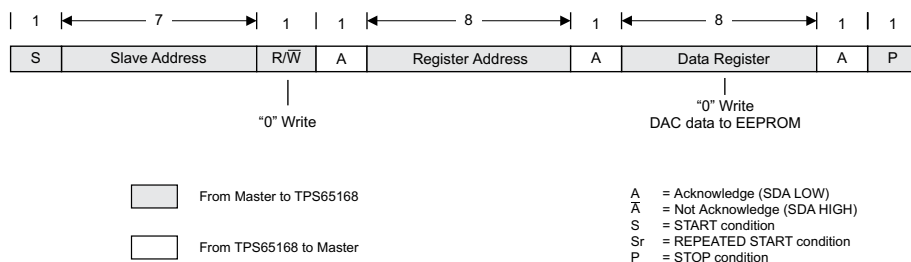 1 7 1 1 8 1 8 1 1
S Slave Address R/W̅ A Register Address A Data Register A P
“0” Write
“0” Write
DAC data to EEPROM
From Master to TPS65168
From TPS65168 to Master
A = Acknowledge (SDA LOW)
A̅ = Not Acknowledge (SDA HIGH)
S = START condition
Sr = REPEATED START condition
P = STOP condition